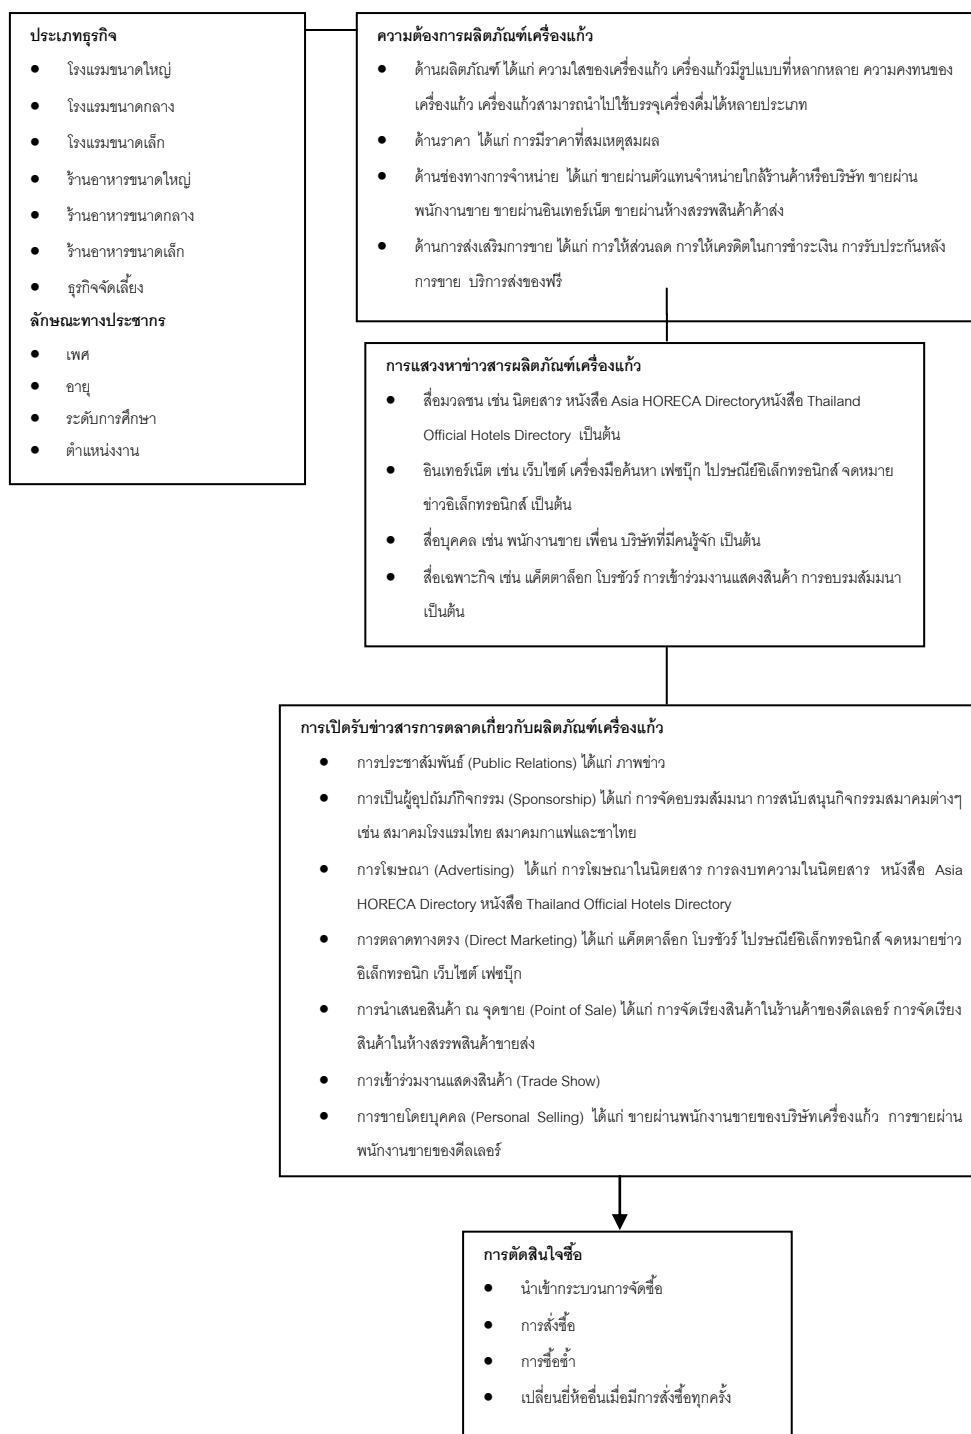 ประเภทธุรกิจ
● โรงแรมขนาดใหญ่
● โรงแรมขนาดกลาง
● โรงแรมขนาดเล็ก
● ร้านอาหารขนาดใหญ่
● ร้านอาหารขนาดกลาง
● ร้านอาหารขนาดเล็ก
● ธุรกิจจัดเลี้ยง
ลักษณะทางประชากร
● เพศ
● อายุ
● ระดับการศึกษา
● ตำแหน่งงาน
ความต้องการผลิตภัณฑ์เครื่องแก้ว
● ด้านผลิตภัณฑ์ ได้แก่ ความใสของเครื่องแก้ว เครื่องแก้วมีรูปแบบที่หลากหลาย ความคงทนของ
เครื่องแก้ว เครื่องแก้วสามารถนำไปใช้บรรจุเครื่องดื่มได้หลายประเภท
● ด้านราคา ได้แก่ การมีราคาที่สมเหตุสมผล
● ด้านช่องทางการจำหน่าย ได้แก่ ขายผ่านตัวแทนจำหน่ายใกล้ร้านค้าหรือบริษัท ขายผ่าน
พนักงานขาย ขายผ่านอินเทอร์เน็ต ขายผ่านห้างสรรพสินค้าค้าส่ง
● ด้านการส่งเสริมการขาย ได้แก่ การให้ส่วนลด การให้เครดิตในการชำระเงิน การรับประกันหลัง
การขาย บริการส่งของฟรี
การแสวงหาข่าวสารผลิตภัณฑ์เครื่องแก้ว
● สื่อมวลชน เช่น นิตยสาร หนังสือ Asia HORECA Directoryหนังสือ Thailand
Official Hotels Directory เป็นต้น
● อินเทอร์เน็ต เช่น เว็บไซต์ เครื่องมือค้นหา เฟซบุ๊ก ไปรษณีย์อิเล็กทรอนิกส์ จดหมาย
ข่าวอิเล็กทรอนิกส์ เป็นต้น
● สื่อบุคคล เช่น พนักงานขาย เพื่อน บริษัทที่มีคนรู้จัก เป็นต้น
● สื่อเฉพาะกิจ เช่น แค็ตตาล็อก โบรชัวร์ การเข้าร่วมงานแสดงสินค้า การอบรมสัมมนา
เป็นต้น
การเปิดรับข่าวสารการตลาดเกี่ยวกับผลิตภัณฑ์เครื่องแก้ว
● การประชาสัมพันธ์ (Public Relations) ได้แก่ ภาพข่าว
● การเป็นผู้อุปถัมภ์กิจกรรม (Sponsorship) ได้แก่ การจัดอบรมสัมมนา การสนับสนุนกิจกรรมสมาคมต่างๆ
เช่น สมาคมโรงแรมไทย สมาคมกาแฟและชาไทย
● การโฆษณา (Advertising) ได้แก่ การโฆษณาในนิตยสาร การลงบทความในนิตยสาร หนังสือ Asia
HORECA Directory หนังสือ Thailand Official Hotels Directory
● การตลาดทางตรง (Direct Marketing) ได้แก่ แค็ตตาล็อก โบรชัวร์ ไปรษณีย์อิเล็กทรอนิกส์ จดหมายข่าว
อิเล็กทรอนิก เว็บไซต์ เฟซบุ๊ก
● การนำเสนอสินค้า ณ จุดขาย (Point of Sale) ได้แก่ การจัดเรียงสินค้าในร้านค้าของดีลเลอร์ การจัดเรียง
สินค้าในห้างสรรพสินค้าขายส่ง
● การเข้าร่วมงานแสดงสินค้า (Trade Show)
● การขายโดยบุคคล (Personal Selling) ได้แก่ ขายผ่านพนักงานขายของบริษัทเครื่องแก้ว การขายผ่าน
พนักงานขายของดีลเลอร์
การตัดสินใจซื้อ
● นำเข้ากระบวนการจัดซื้อ
● การสั่งซื้อ
● การซื้อซ้ำ
● เปลี่ยนยี่ห้ออื่นเมื่อมีการสั่งซื้อทุกครั้ง